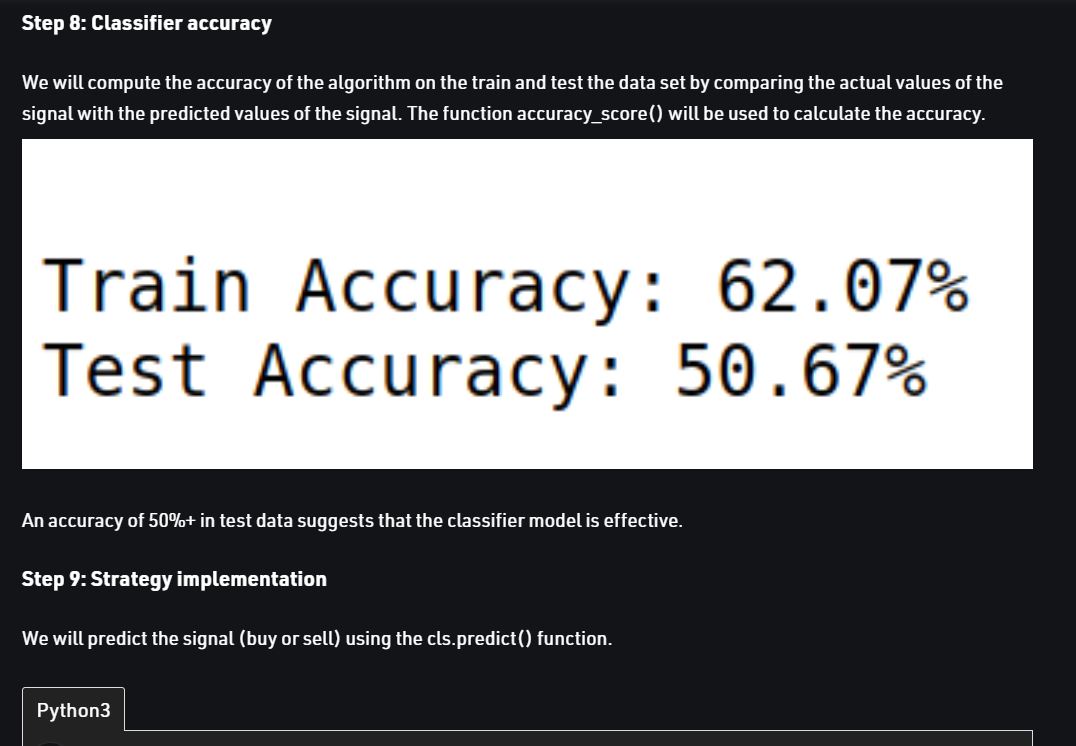 Step 8: Classifier accuracy
We will compute the accuracy of the algorithm on the train and test the data set by comparing the actual values of the
signal with the predicted values of the signal. The function accuracy_score() will be used to calculate the accuracy.
Train Accuracy: 62.07%
Test Accuracy: 50.67%
An accuracy of 50%+ in test data suggests that the classifier model is effective.
Step 9: Strategy implementation
We will predict the signal (buy or sell) using the cls.predict() function.
Python3